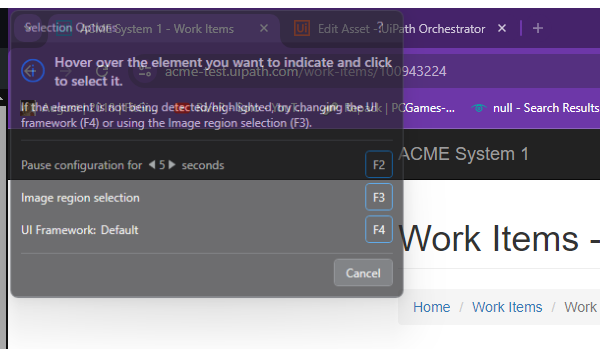 Selection Options
?
ACME System 1 - Work Items
Edit Asset - UiPath Orchestrator
Hover over the element you want to indicate and click
to select it.
acme-test.uipath.com/work-items/100943224
If the element is not being detected/highlighted, try changing the UI
framework (F4) or using the Image region selection (F3).
PCGames-...
null - Search Results
Pause configuration for 5 seconds
F2
ACME System 1
Image region selection
F3
UI Framework: Default
F4
Work Items -
Cancel
Home / Work Items / Work